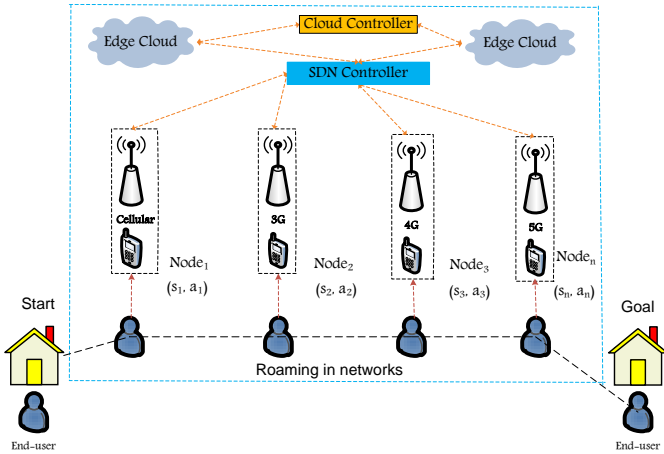 Cloud Controller
Edge Cloud
Edge Cloud
SDN Controller
Cellular
3G
4G
5G
Node1
(s1, a1)
Node2
(s2, a2)
Node3
(s3, a3)
Noden
(sn, an)
Start
Goal
Roaming in networks
End-user
End-user